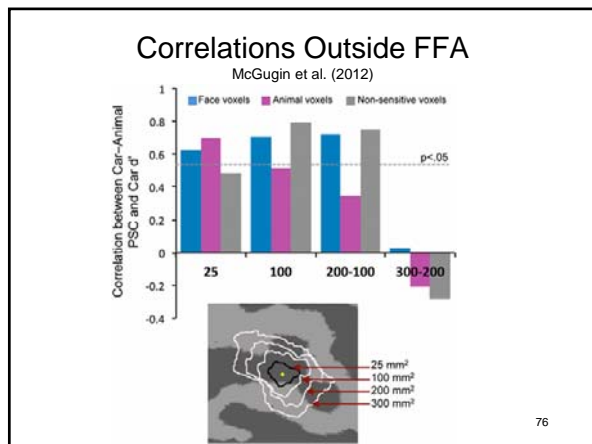 Correlations Outside FFA
McGugin et al. (2012)
Correlation between Car–Animal
PSC and Car d'
1
0.8
0.6
0.4
0.2
0
-0.2
-0.4
Face voxels Animal voxels Non-sensitive voxels
p<.05
25 100 200-100 300-200
25 mm²
100 mm²
200 mm²
300 mm²
76